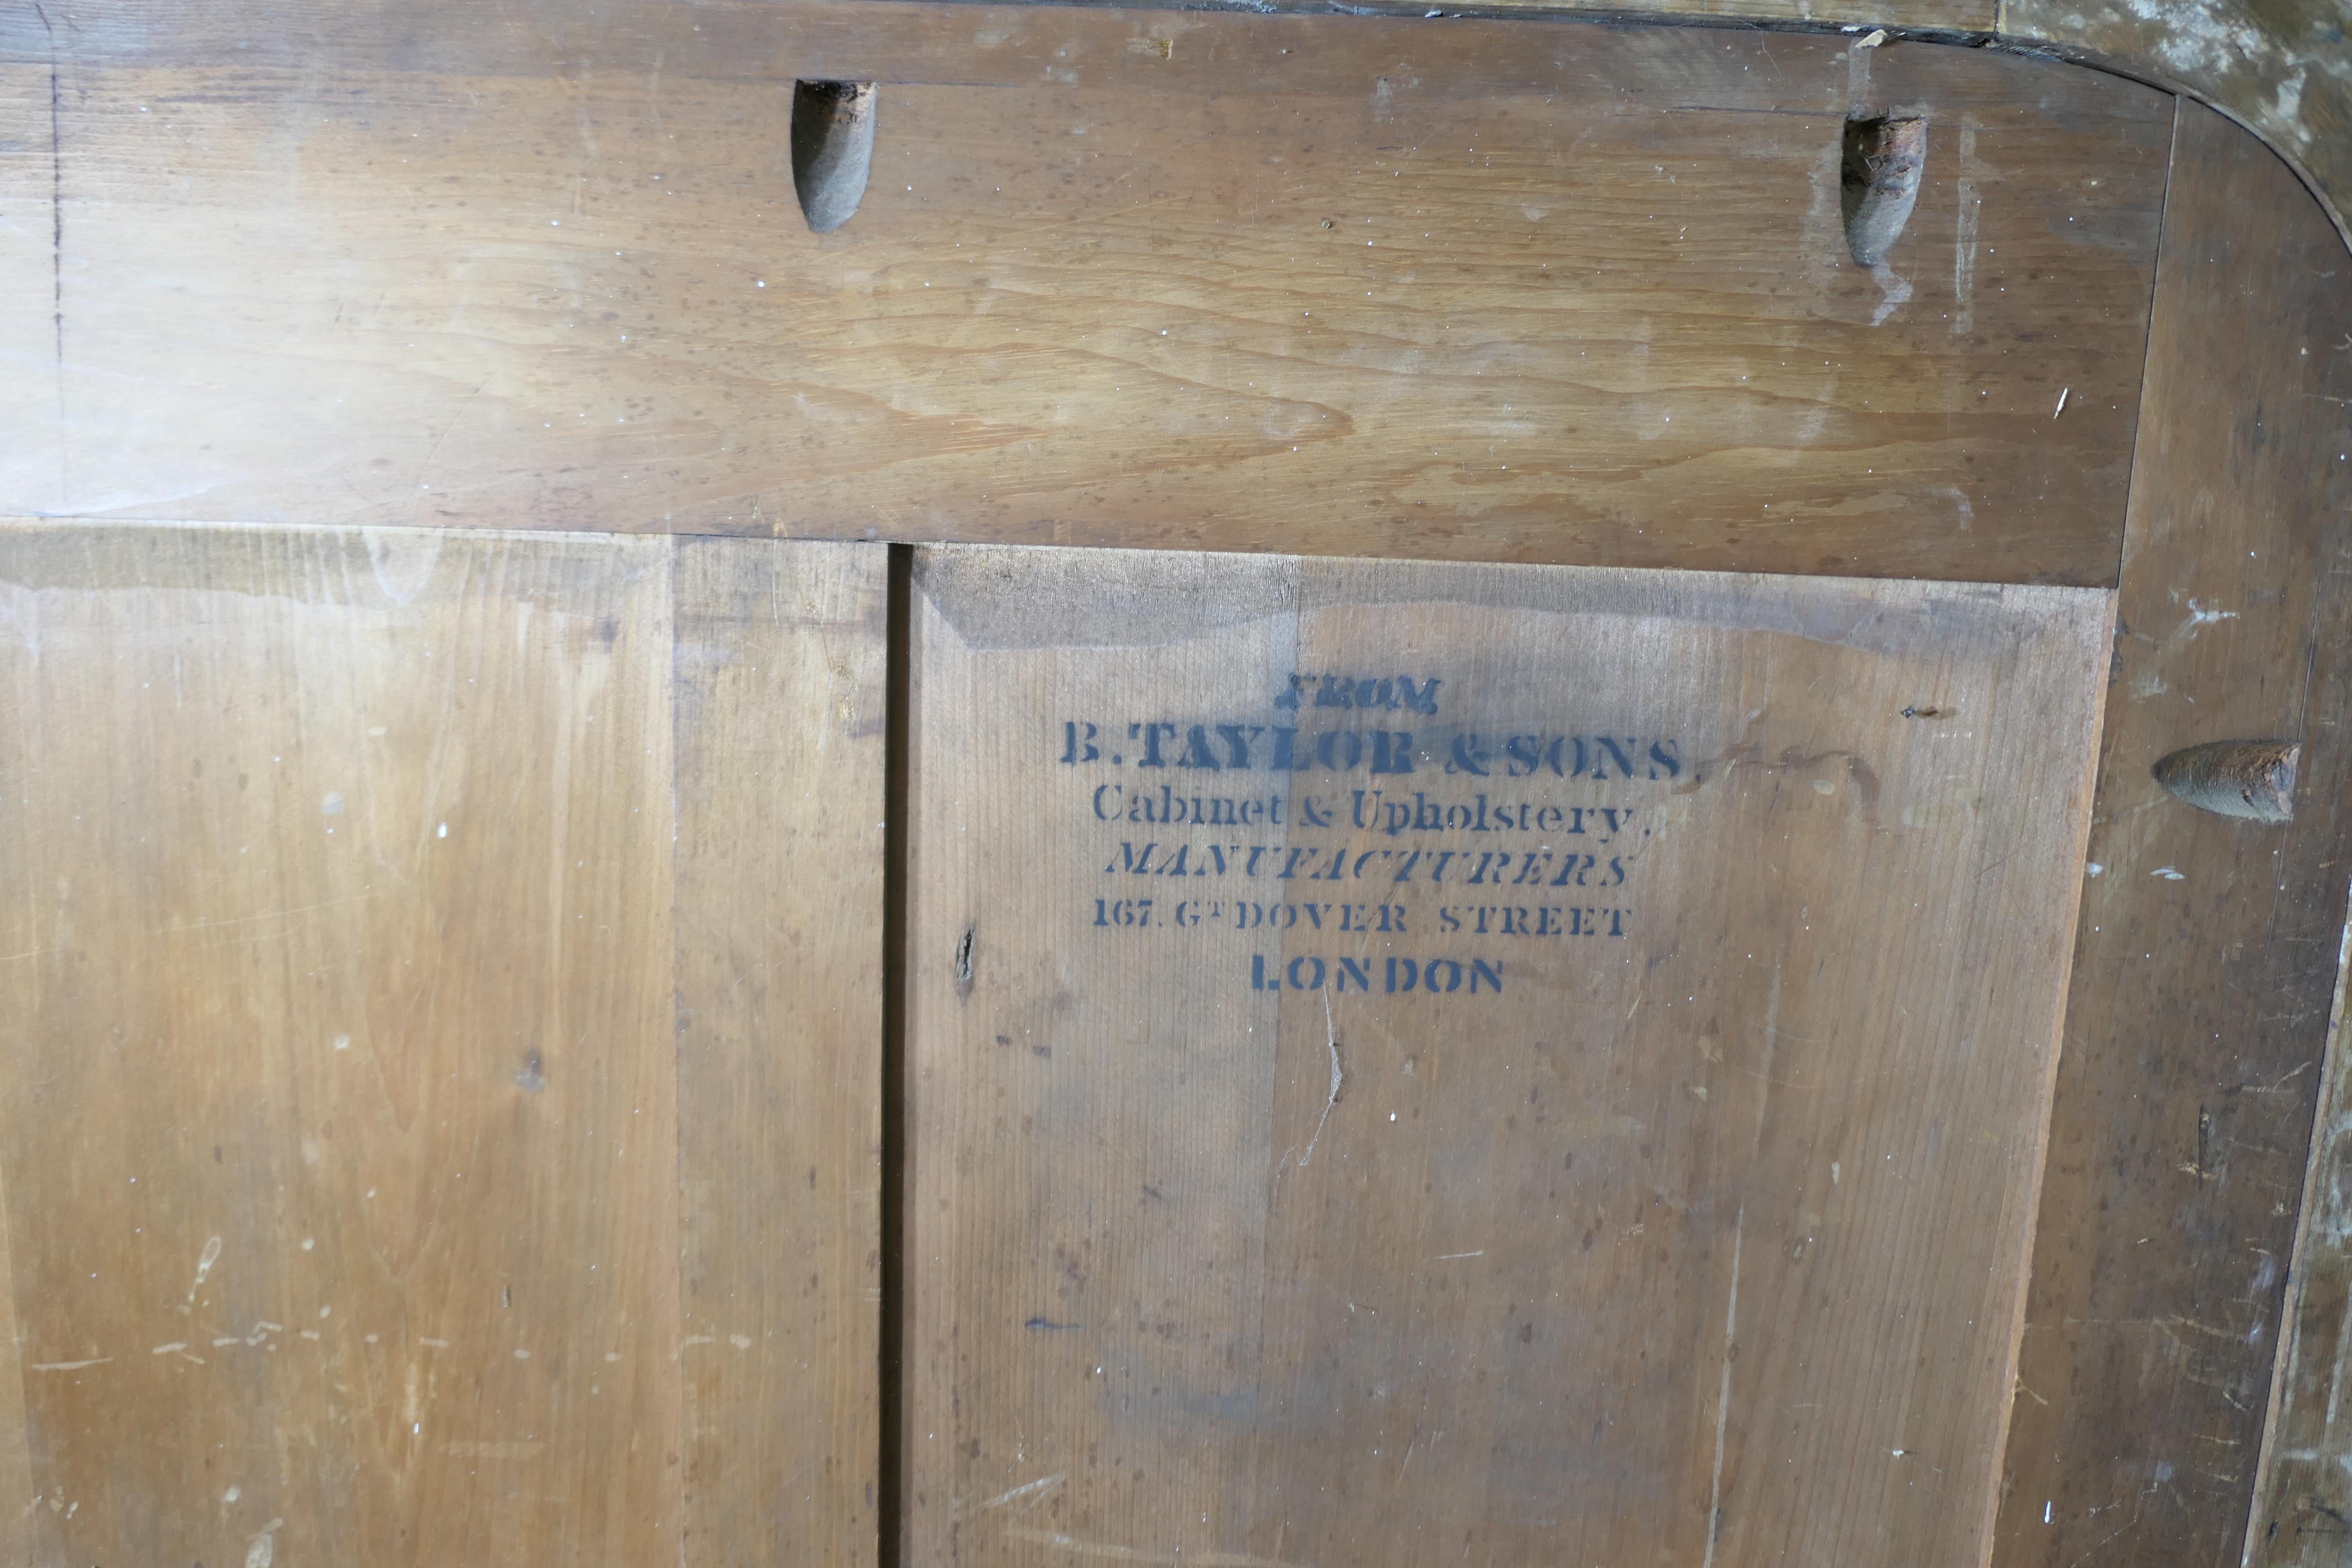 FROM
B. TAYLOR & SONS.
Cabinet & Upholstery.
MANUFACTURERS
167. GT DOVER STREET
LONDON